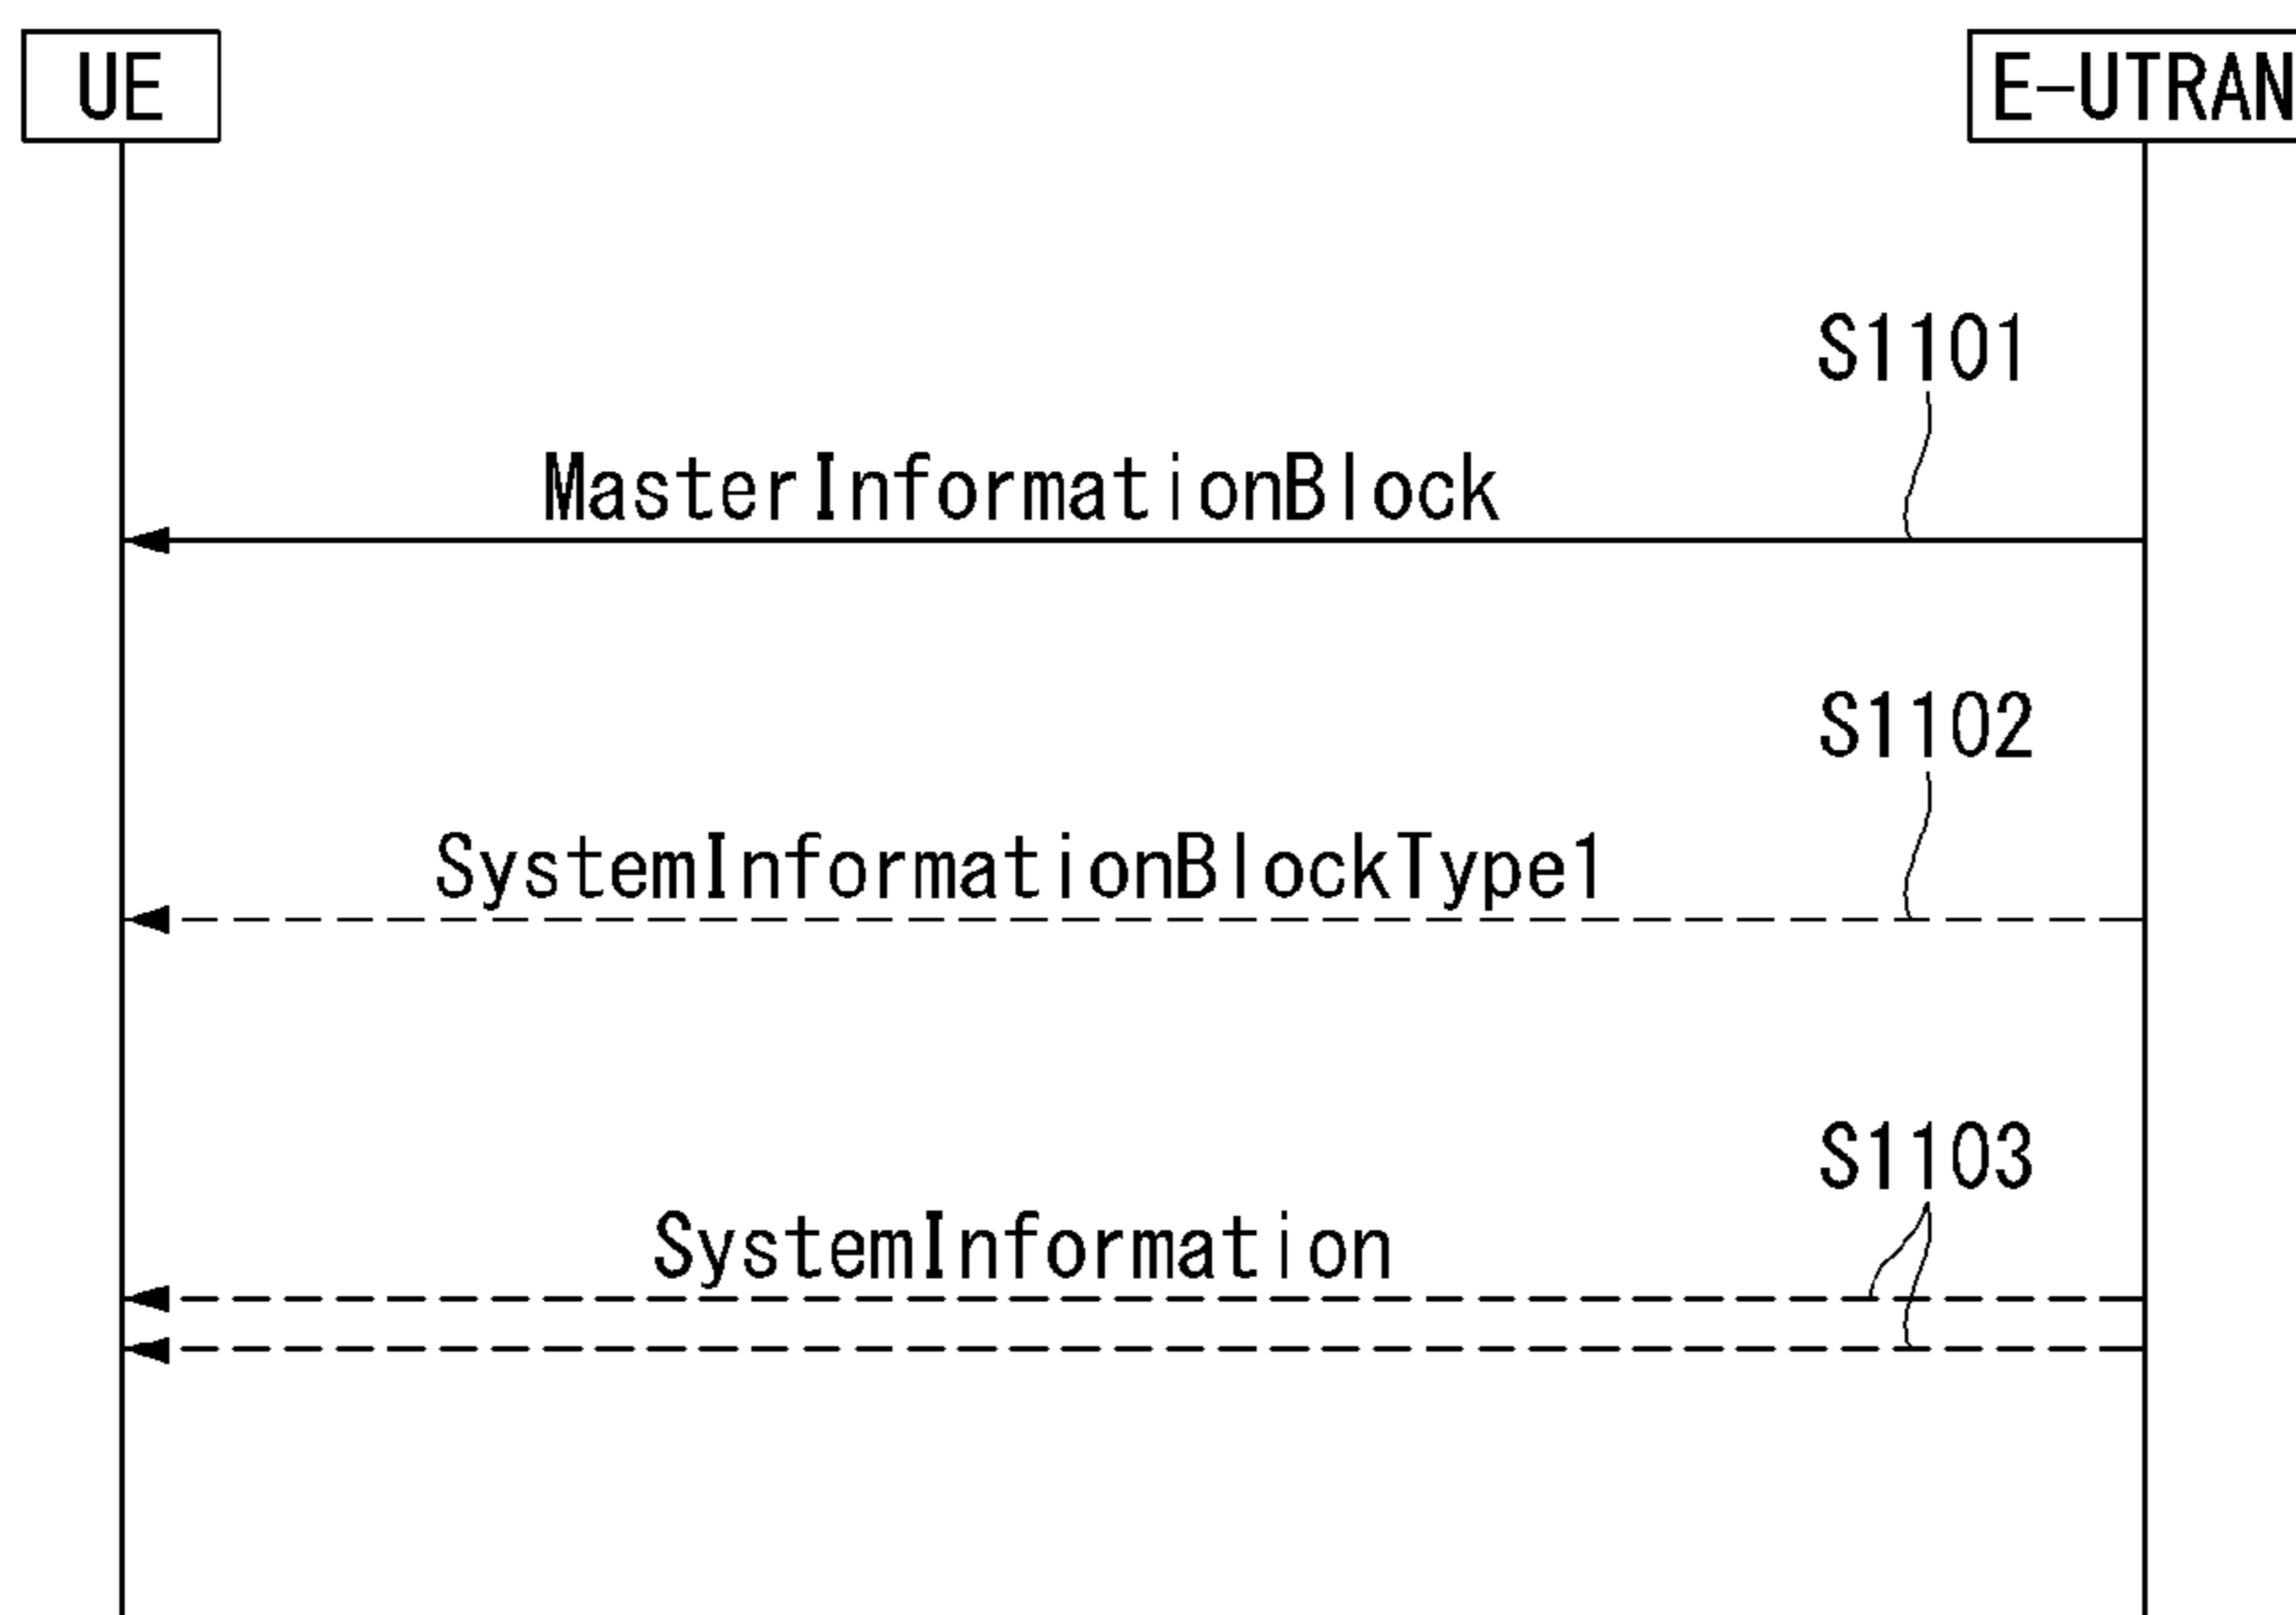 UE
E-UTRAN
S1101
MasterInformationBlock
S1102
SystemInformationBlockType1
S1103
SystemInformation